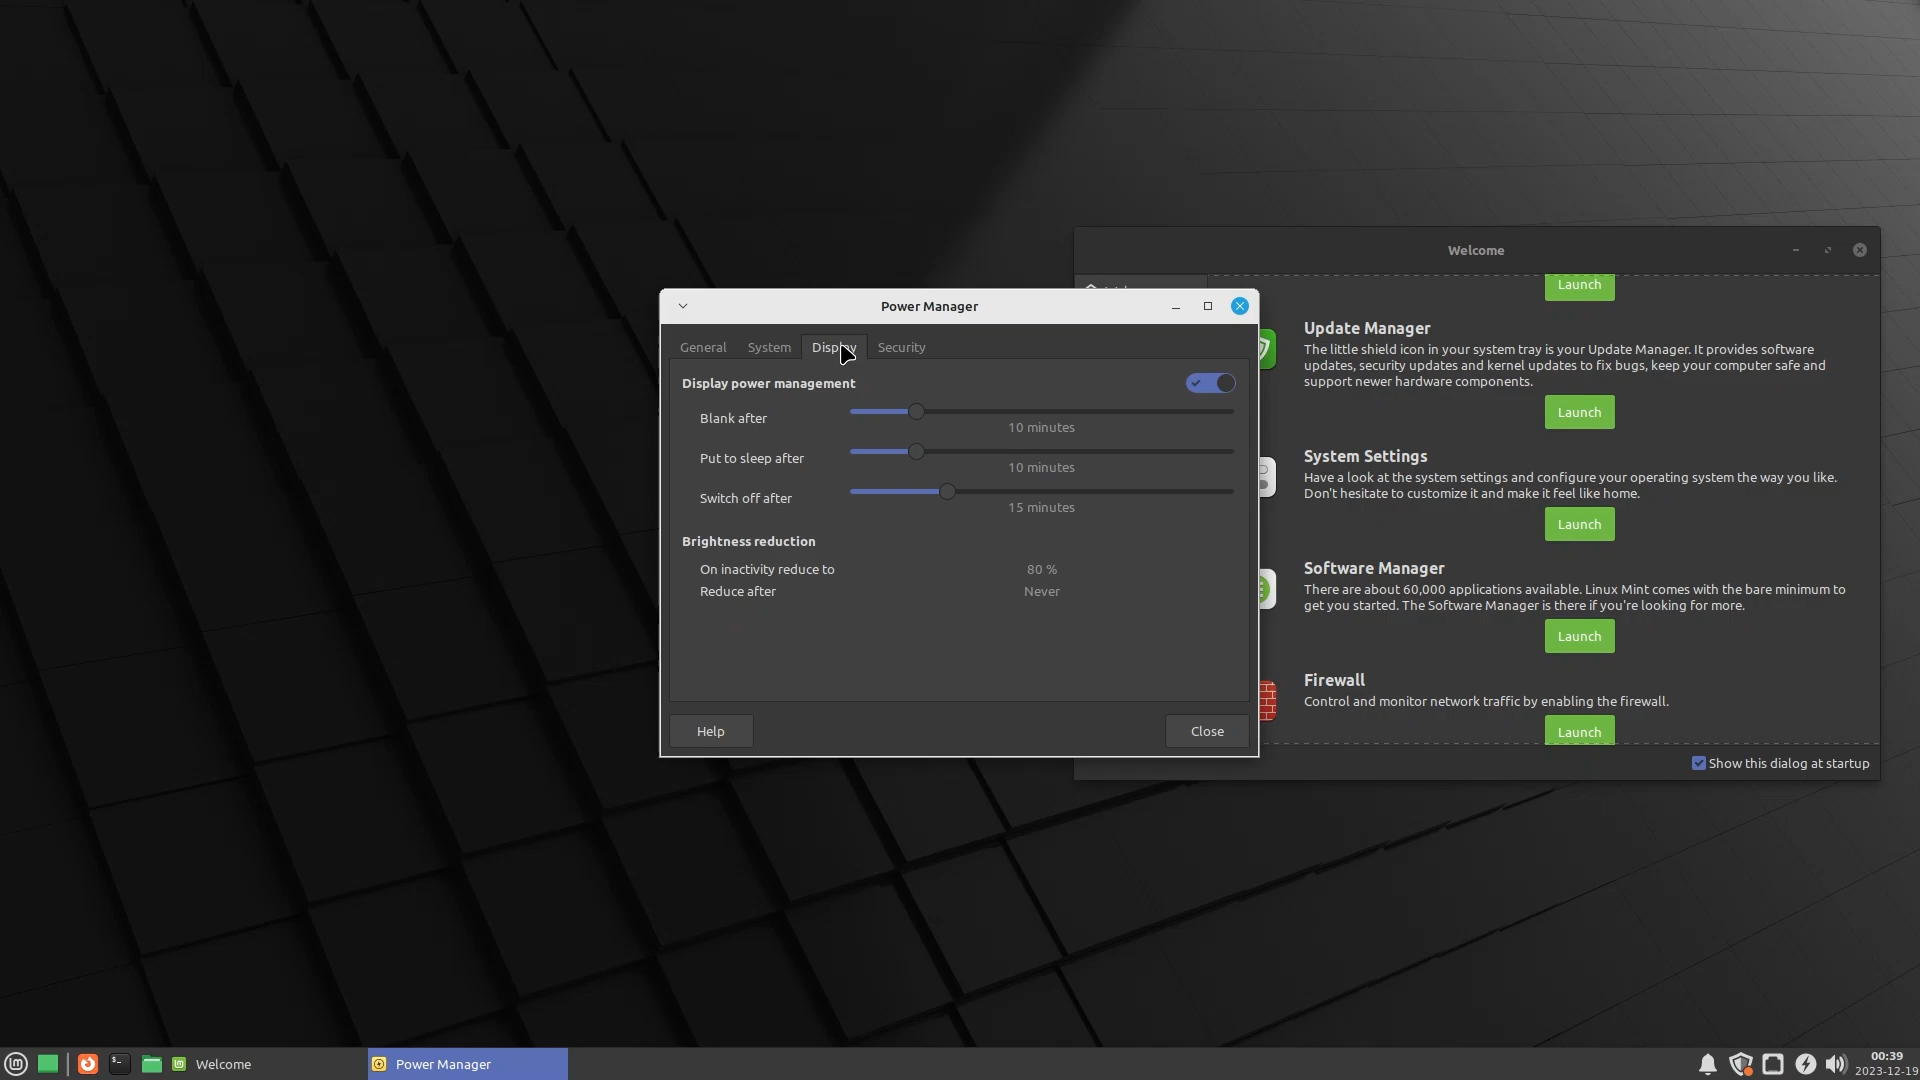 Welcome
Launch
Update Manager
The little shield icon in your system tray is your Update Manager. It provides software
updates, security updates and kernel updates to fix bugs, keep your computer safe and
support newer hardware components.
Launch
System Settings
Have a look at the system settings and configure your operating system the way you like.
Don't hesitate to customize it and make it feel like home.
Launch
Software Manager
There are about 60,000 applications available. Linux Mint comes with the bare minimum to
get you started. The Software Manager is there if you're looking for more.
Launch
Firewall
Control and monitor network traffic by enabling the firewall.
Launch
Show this dialog at startup
Power Manager
General System Display Security
Display power management
Blank after
10 minutes
Put to sleep after
10 minutes
Switch off after
15 minutes
Brightness reduction
On inactivity reduce to 80 %
Reduce after Never
Help Close
Welcome
Power Manager
00:39
2023-12-19